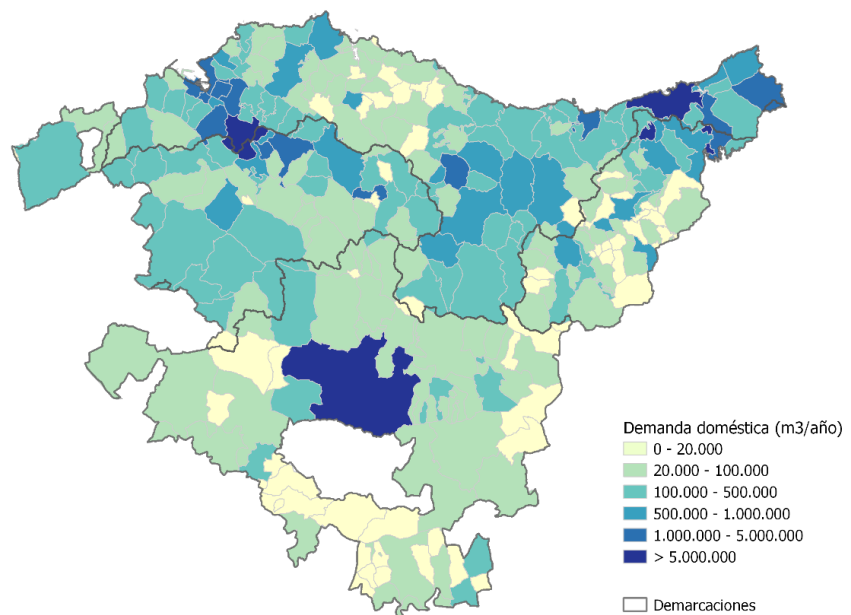 Demanda doméstica (m3/año)
0 - 20.000
20.000 - 100.000
100.000 - 500.000
500.000 - 1.000.000
1.000.000 - 5.000.000
> 5.000.000
Demarcaciones